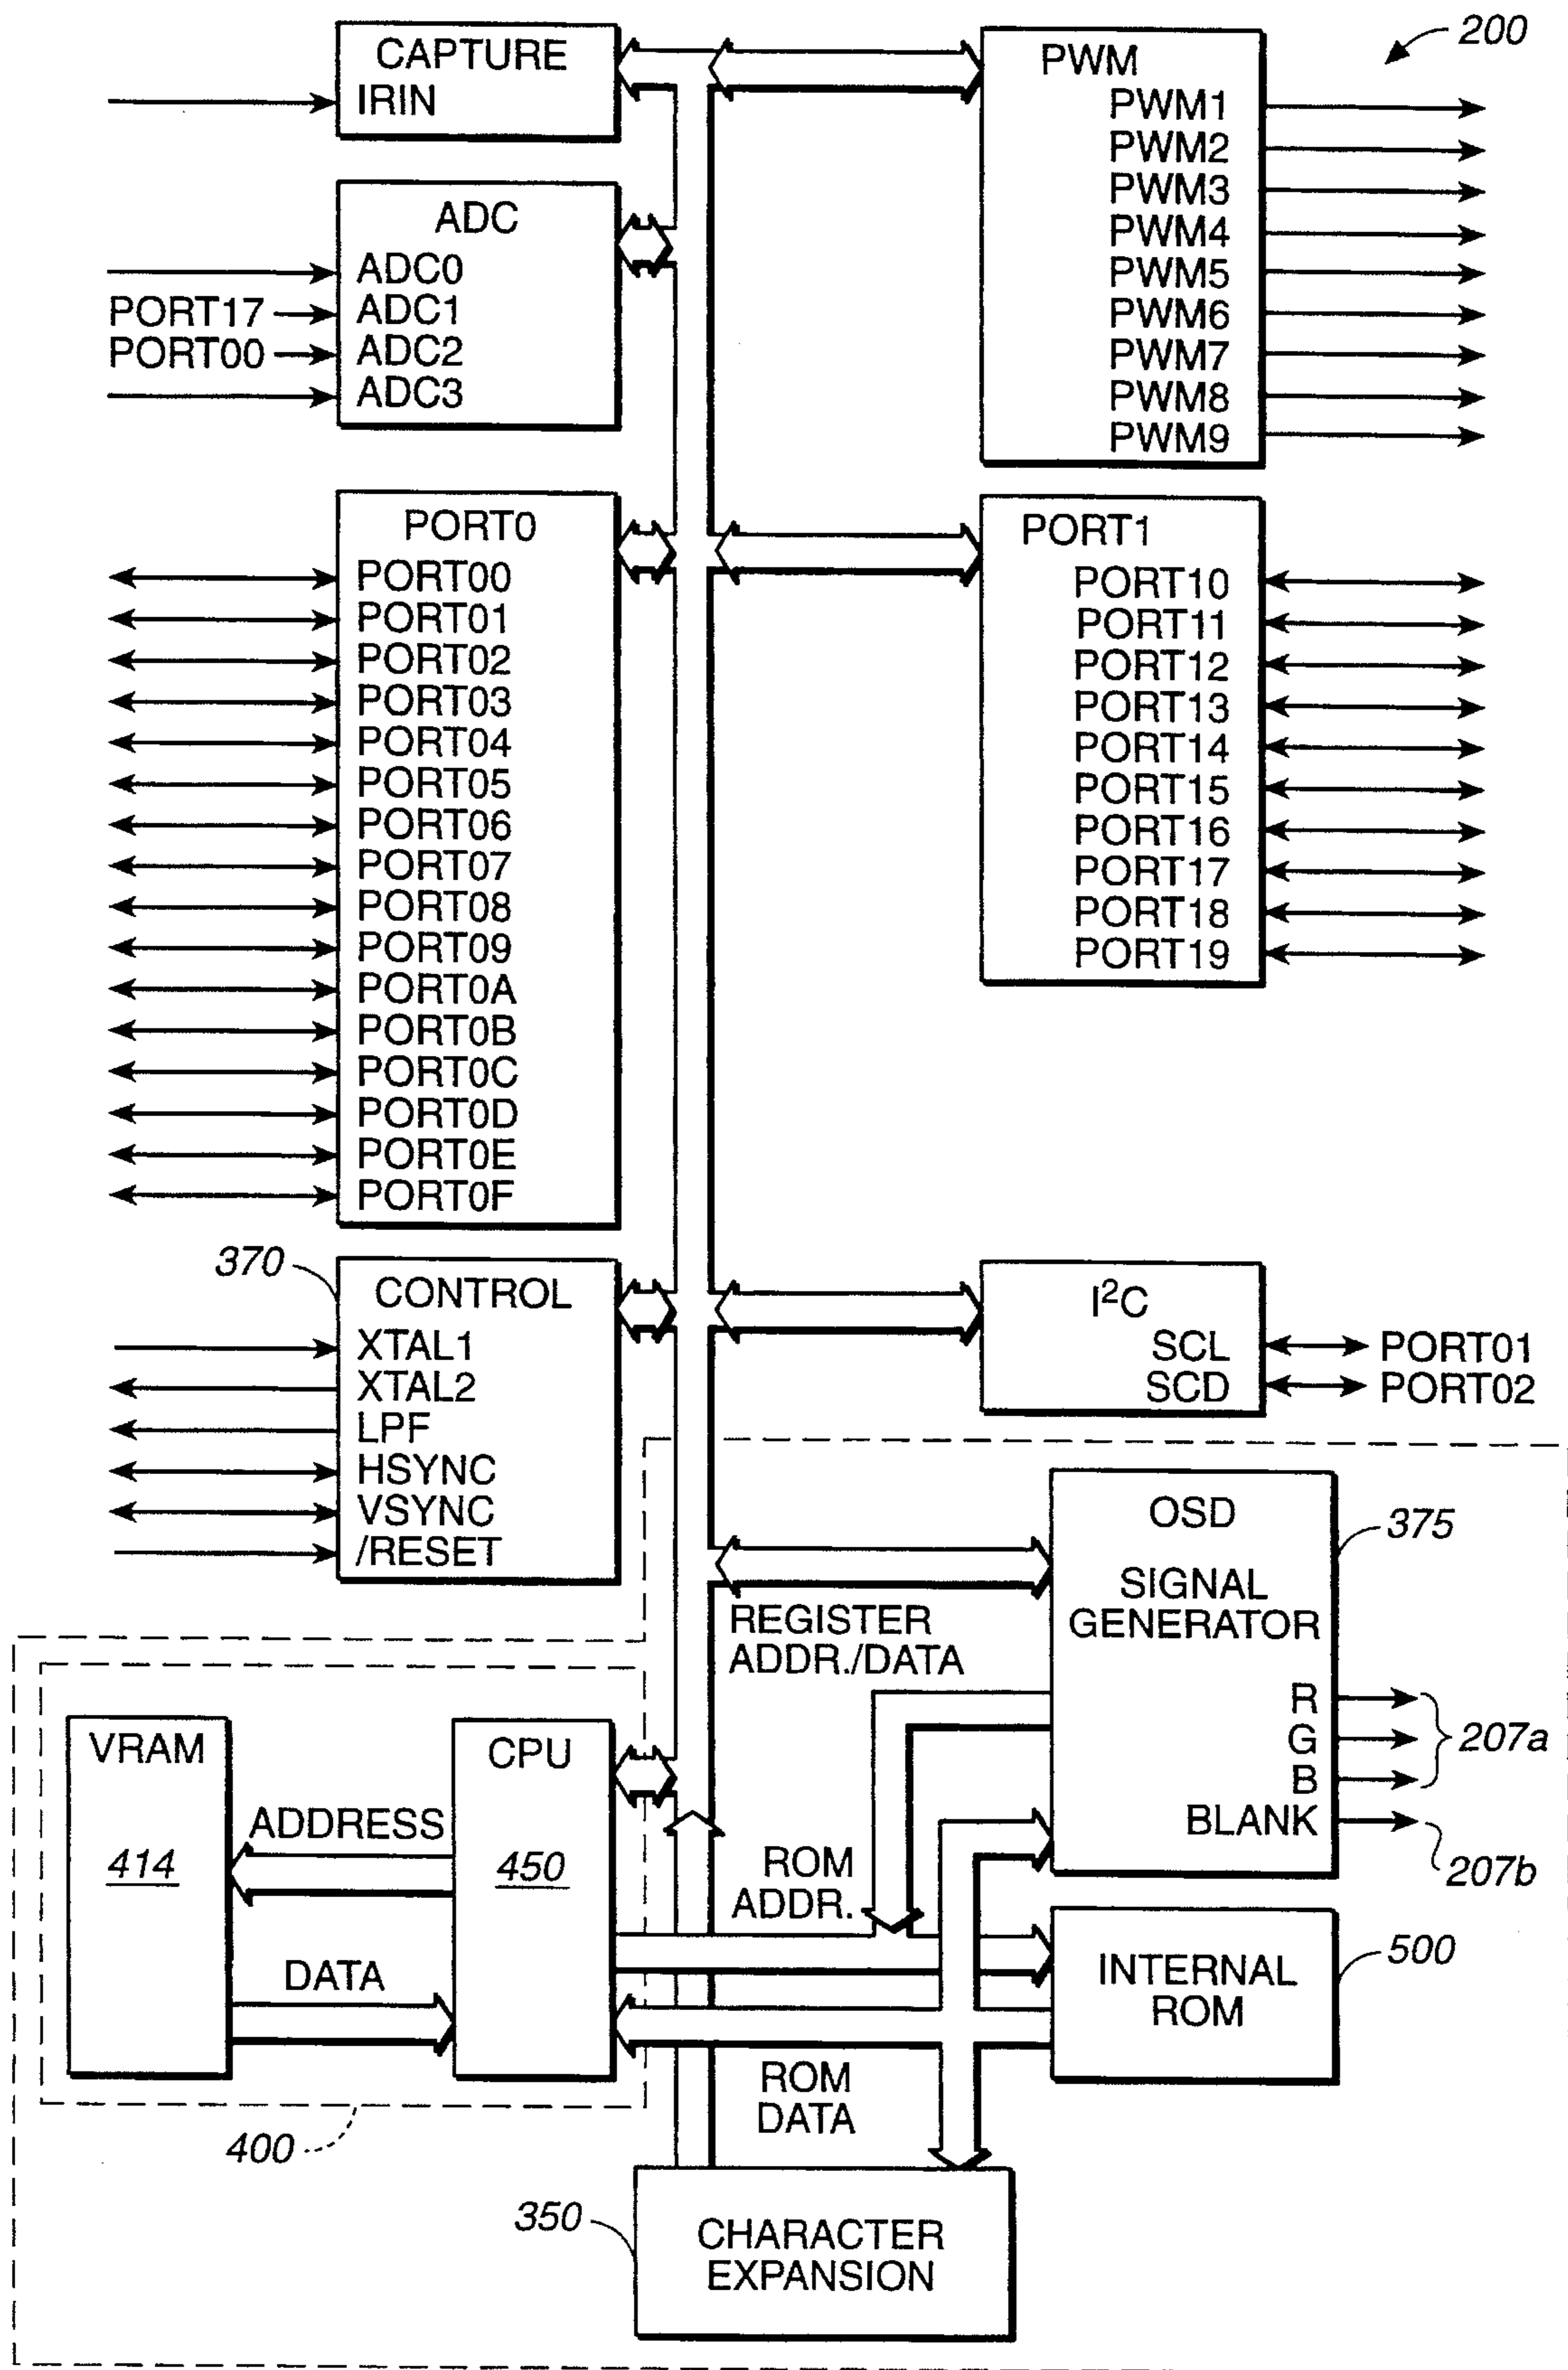 200
CAPTURE
IRIN
PWM
PWM1
PWM2
PWM3
PWM4
PWM5
PWM6
PWM7
PWM8
PWM9
ADC
ADC0
PORT17 ADC1
PORT00 ADC2
ADC3
PORT0
PORT00
PORT01
PORT02
PORT03
PORT04
PORT05
PORT06
PORT07
PORT08
PORT09
PORT0A
PORT0B
PORT0C
PORT0D
PORT0E
PORT0F
PORT1
PORT10
PORT11
PORT12
PORT13
PORT14
PORT15
PORT16
PORT17
PORT18
PORT19
370
CONTROL
XTAL1
XTAL2
LPF
HSYNC
VSYNC
/RESET
I²C
SCL PORT01
SCD PORT02
OSD
SIGNAL
GENERATOR
375
R
G
B
207a
BLANK
207b
REGISTER
ADDR./DATA
VRAM
414
ADDRESS
DATA
CPU
450
400
ROM
ADDR.
INTERNAL
ROM
500
ROM
DATA
350
CHARACTER
EXPANSION